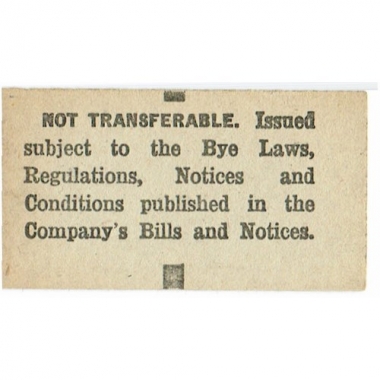 NOT TRANSFERABLE. Issued
subject to the Bye Laws,
Regulations, Notices and
Conditions published in the
Company's Bills and Notices.